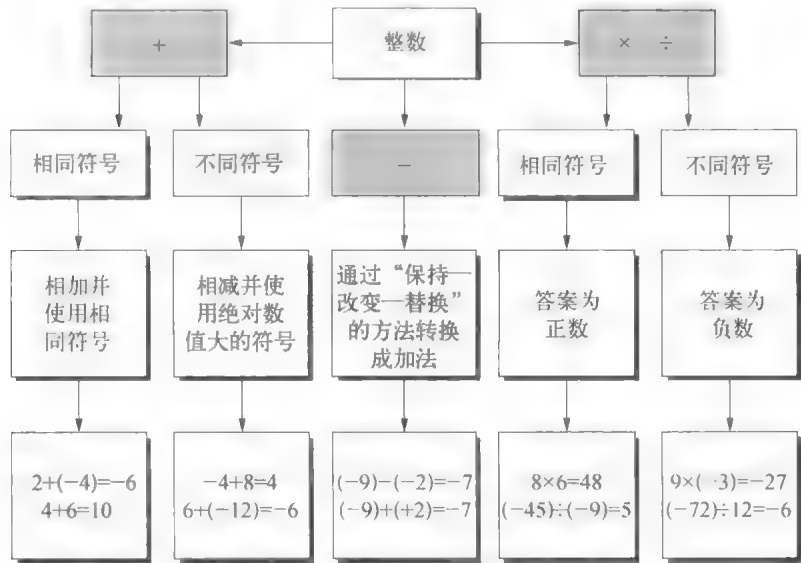 +
整数
× ÷
相同符号
不同符号
−
相同符号
不同符号
相加并
使用相
同符号
相减并使
用绝对数
值大的符号
通过“保持—
改变—替换”
的方法转换
成加法
答案为
正数
答案为
负数
2+(−4)=−6
4+6=10
−4+8=4
6+(−12)=−6
(−9)−(−2)=−7
(−9)+(+2)=−7
8×6=48
(−45)÷(−9)=5
9×( 3)=−27
(−72)÷12=−6